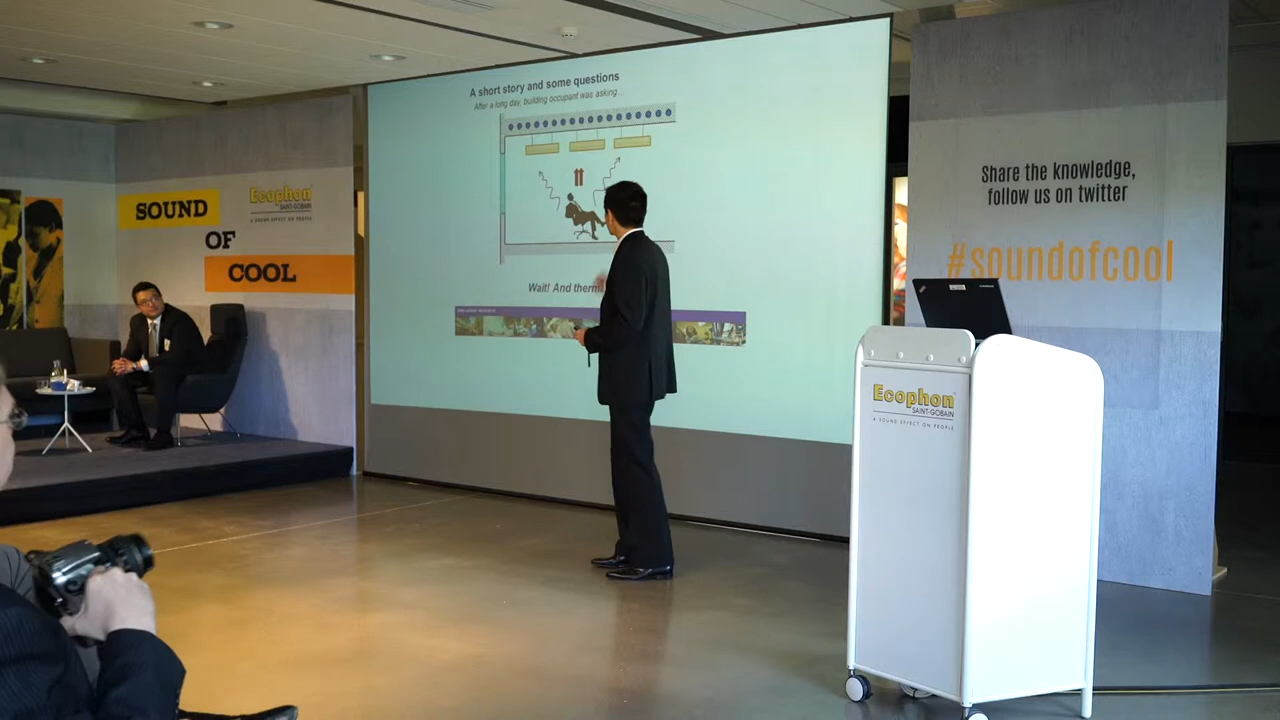 A short story and some questions
After a long day, building occupant was asking...
Wait! And therm
SOUND
OF
COOL
Ecophon
SAINT-GOBAIN
A SOUND EFFECT ON PEOPLE
Share the knowledge,
follow us on twitter
#soundofcool
Ecophon
SAINT-GOBAIN
A SOUND EFFECT ON PEOPLE